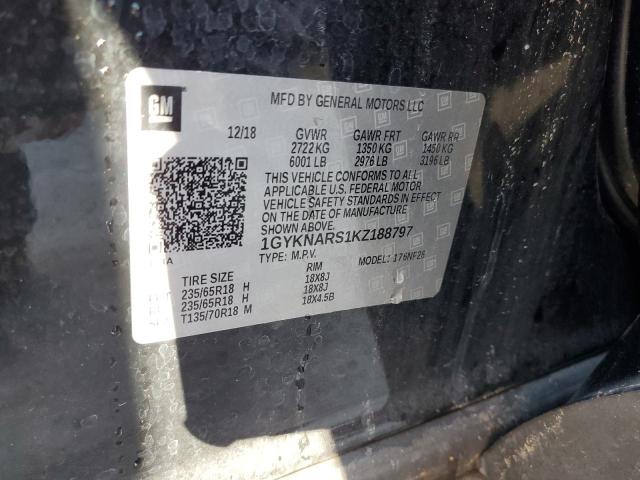 GM
MFD BY GENERAL MOTORS LLC
12/18 GVWR GAWR FRT GAWR RR
2722 KG 1350 KG 1450 KG
6001 LB 2976 LB 3196 LB
THIS VEHICLE CONFORMS TO ALL
APPLICABLE U.S. FEDERAL MOTOR
VEHICLE SAFETY STANDARDS IN EFFECT
ON THE DATE OF MANUFACTURE
SHOWN ABOVE.
1GYKNARS1KZ188797
TYPE: M.P.V. MODEL: 176NF26
TIRE SIZE RIM
235/65R18 H 18X8J
235/65R18 H 18X8J
T135/70R18 M 18X4.5B